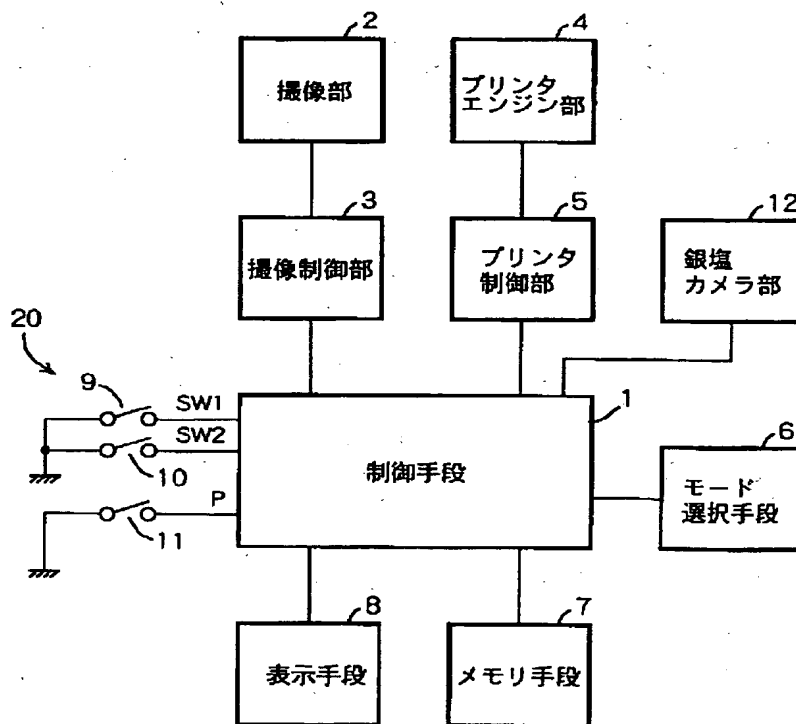 2
撮像部
4
プリンタ
エンジン部
3
撮像制御部
5
プリンタ
制御部
12
銀塩
カメラ部
20
9
SW1
SW2
10
P
11
1
制御手段
6
モード
選択手段
8
表示手段
7
メモリ手段